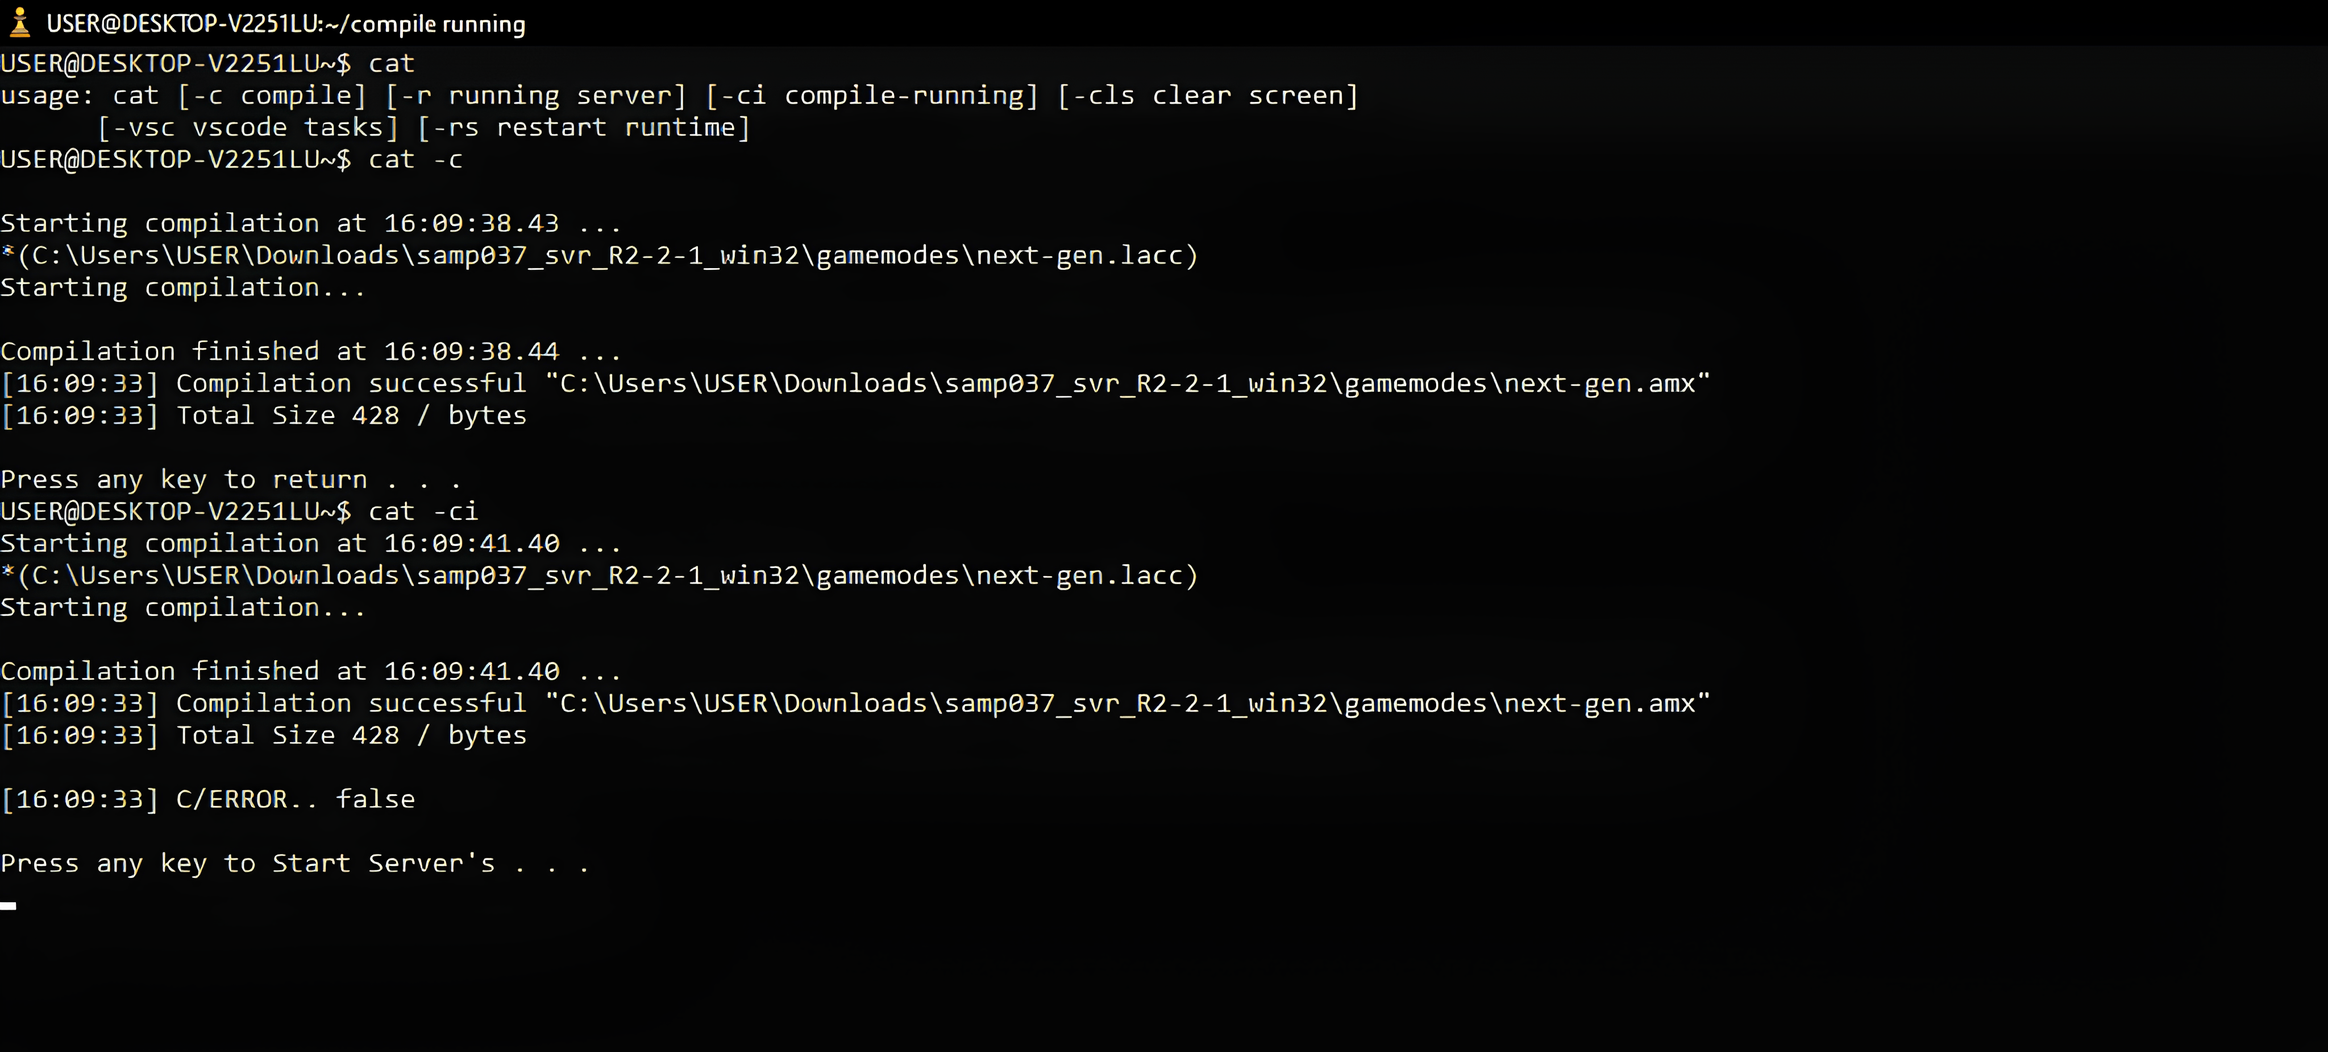 USER@DESKTOP-V2251LU:~/compile running
USER@DESKTOP-V2251LU~$ cat
usage: cat [-c compile] [-r running server] [-ci compile-running] [-cls clear screen]
[-vsc vscode tasks] [-rs restart runtime]
USER@DESKTOP-V2251LU~$ cat -c
Starting compilation at 16:09:38.43 ...
*(C:\Users\USER\Downloads\samp037_svr_R2-2-1_win32\gamemodes\next-gen.lacc)
Starting compilation...
Compilation finished at 16:09:38.44 ...
[16:09:33] Compilation successful "C:\Users\USER\Downloads\samp037_svr_R2-2-1_win32\gamemodes\next-gen.amx"
[16:09:33] Total Size 428 / bytes
Press any key to return . . .
USER@DESKTOP-V2251LU~$ cat -ci
Starting compilation at 16:09:41.40 ...
*(C:\Users\USER\Downloads\samp037_svr_R2-2-1_win32\gamemodes\next-gen.lacc)
Starting compilation...
Compilation finished at 16:09:41.40 ...
[16:09:33] Compilation successful "C:\Users\USER\Downloads\samp037_svr_R2-2-1_win32\gamemodes\next-gen.amx"
[16:09:33] Total Size 428 / bytes
[16:09:33] C/ERROR.. false
Press any key to Start Server's . . .